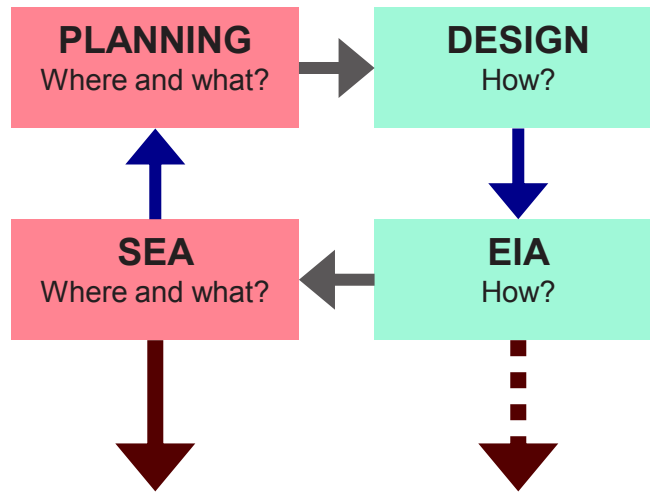 PLANNING
Where and what?
DESIGN
How?
SEA
Where and what?
EIA
How?